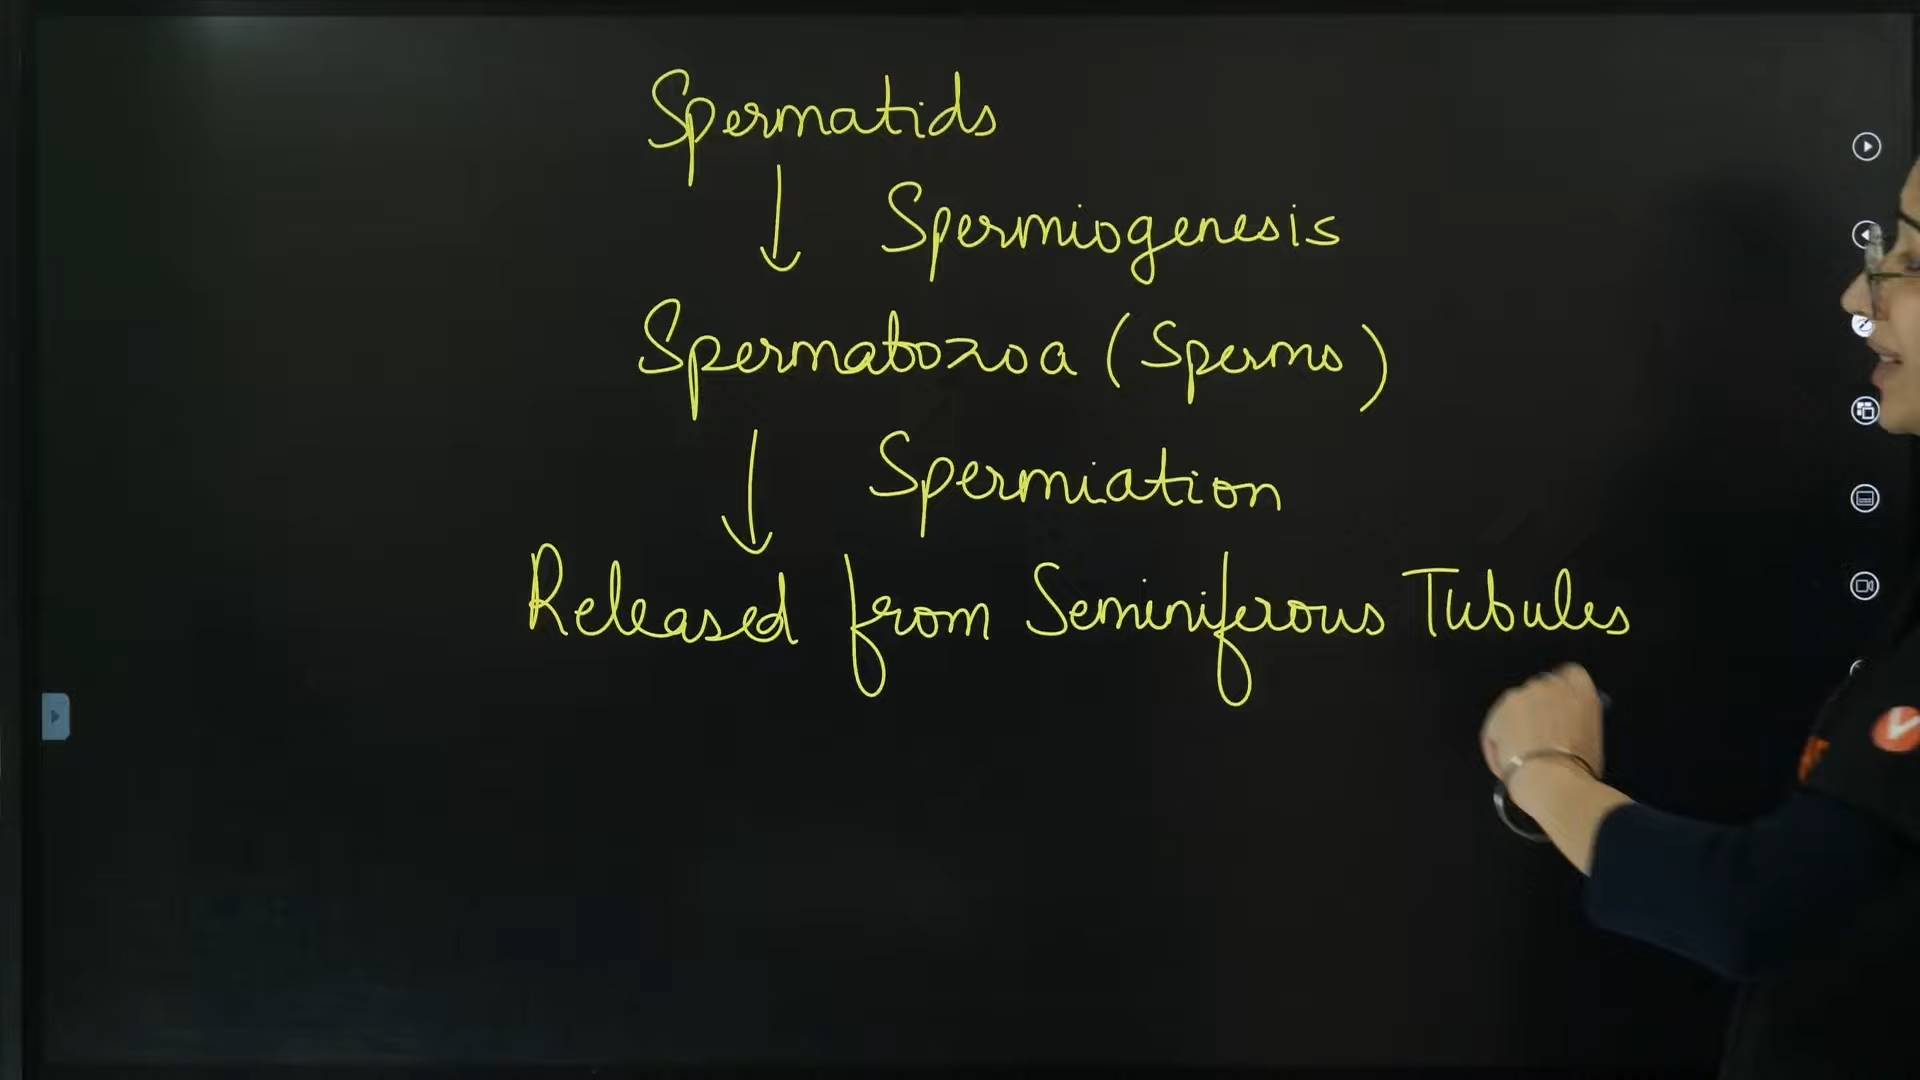 Spermatids
Spermiogenesis
Spermatozoa (Sperms)
Spermiation
Released from Seminiferous Tubules